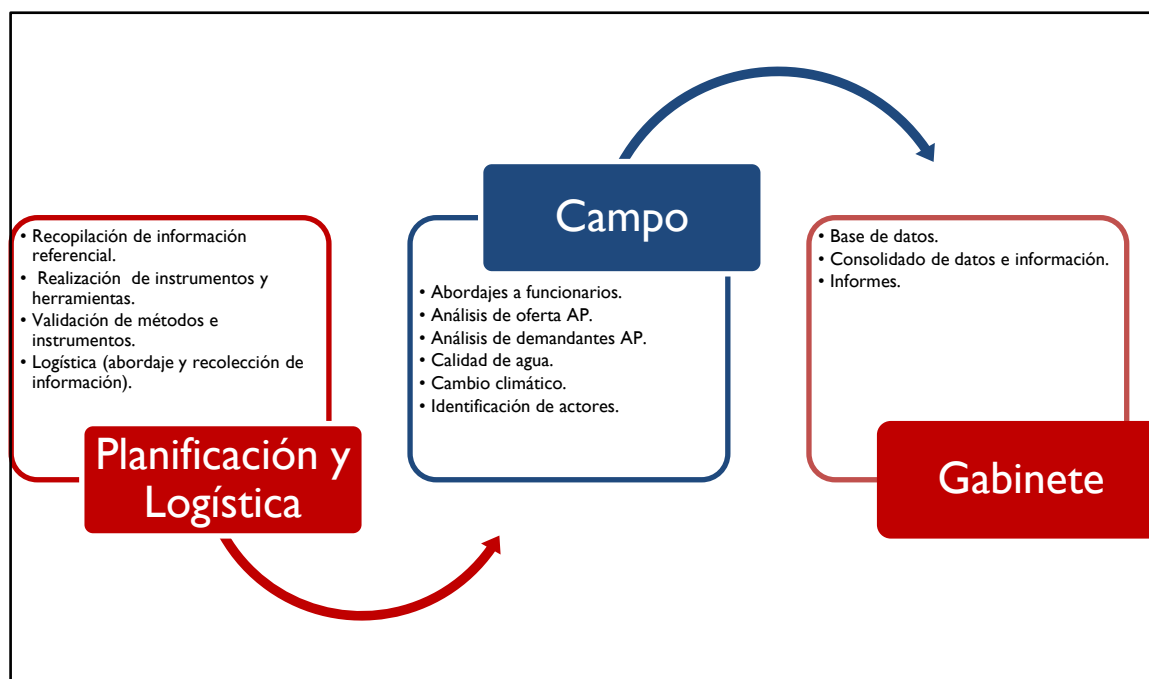 • Recopilación de información
referencial.
• Realización de instrumentos y
herramientas.
• Validación de métodos e
instrumentos.
• Logística (abordaje y recolección de
información).
Planificación y
Logística
Campo
• Abordajes a funcionarios.
• Análisis de oferta AP.
• Análisis de demandantes AP.
• Calidad de agua.
• Cambio climático.
• Identificación de actores.
• Base de datos.
• Consolidado de datos e información.
• Informes.
Gabinete